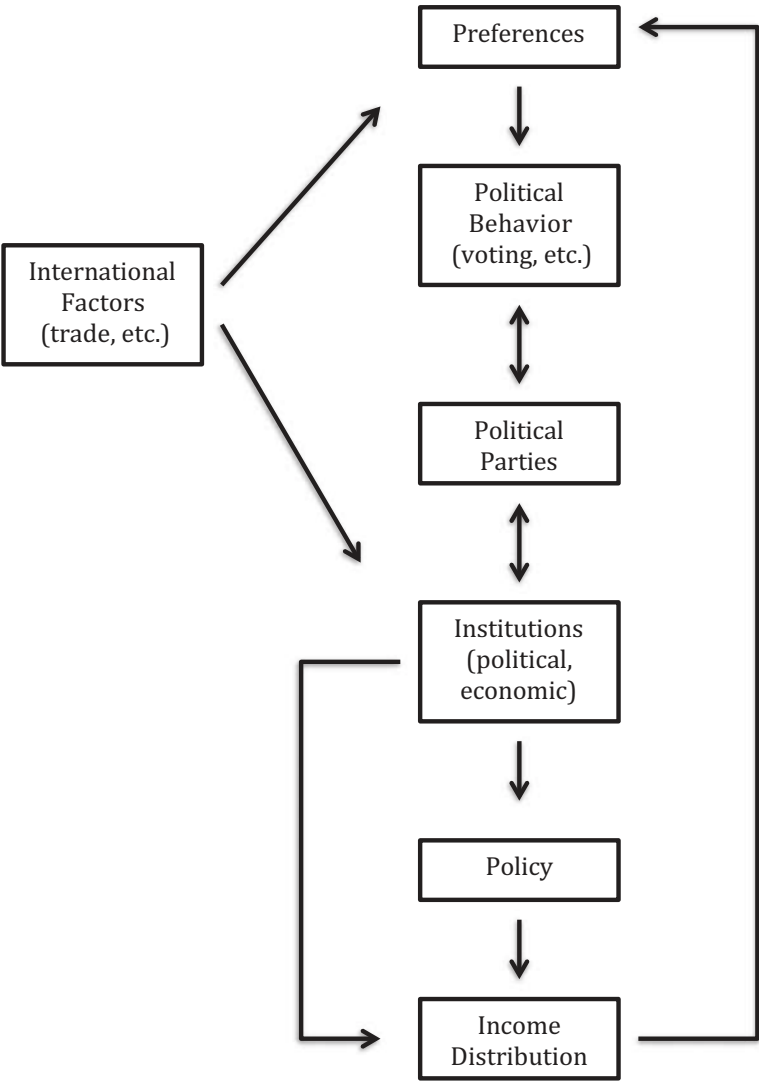 Preferences
Political
Behavior
(voting, etc.)
International
Factors
(trade, etc.)
Political
Parties
Institutions
(political,
economic)
Policy
Income
Distribution